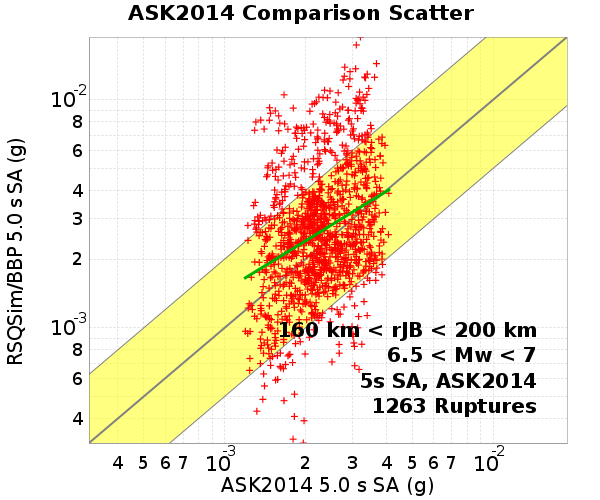 ASK2014 Comparison Scatter
RSQSim/BBP 5.0 s SA (g)
10-2
8
6
4
3
2
10-3
8
6
4
160 km < rJB < 200 km
6.5 < Mw < 7
5s SA, ASK2014
1263 Ruptures
4 5 6 7 10-3 2 3 4 5 6 7 10-2
ASK2014 5.0 s SA (g)